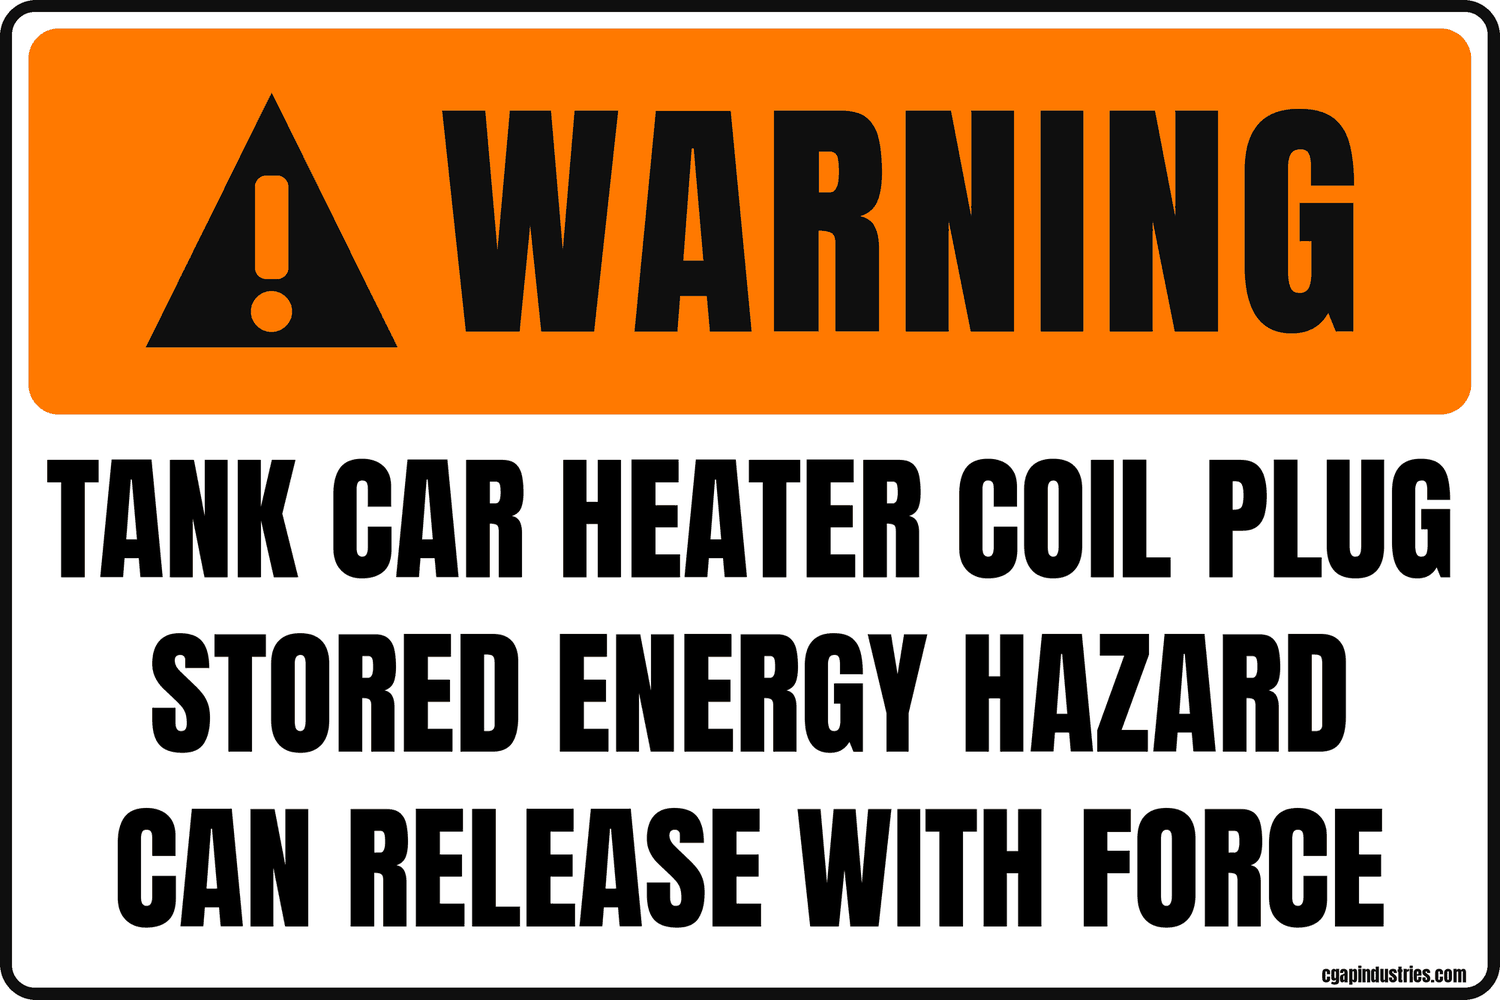 WARNING
TANK CAR HEATER COIL PLUG
STORED ENERGY HAZARD
CAN RELEASE WITH FORCE
cgapindustries.com